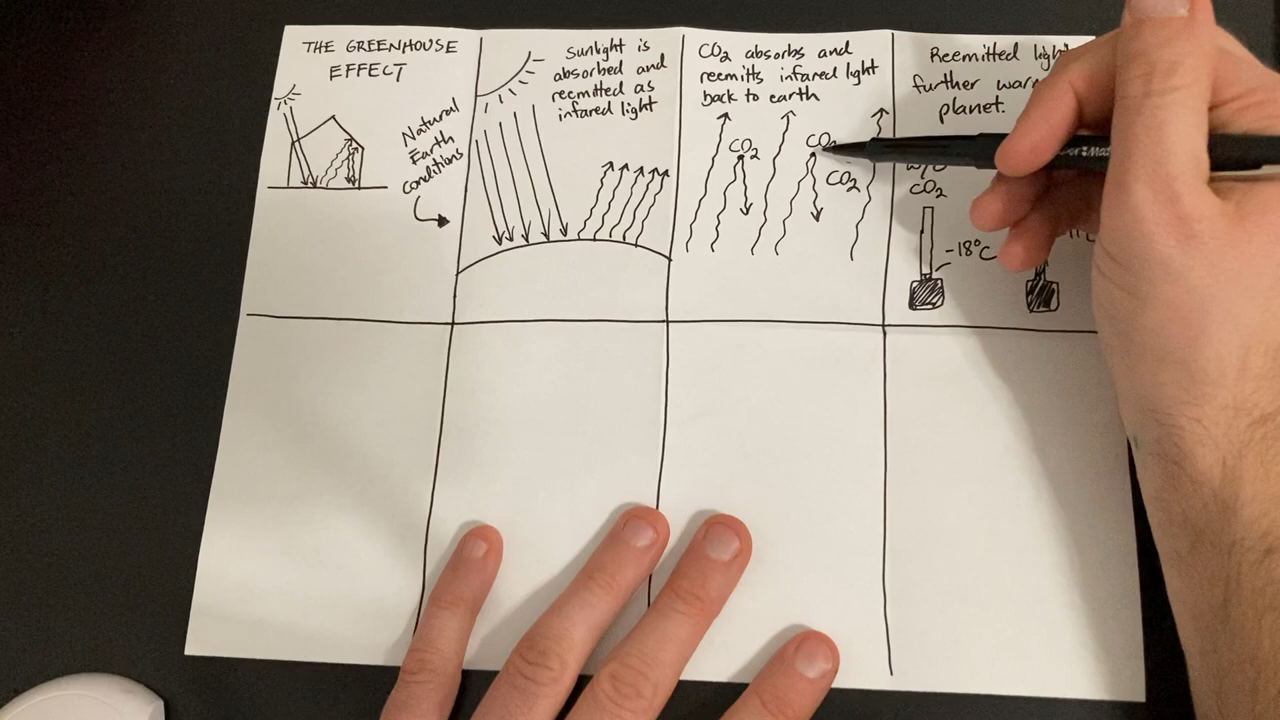 THE GREENHOUSE
EFFECT
Natural
Earth
conditions
Sunlight is
absorbed and
reemitted as
infared light
CO2 absorbs and
reemitts infared light
back to earth
CO2
CO2
CO2
Reemitted
further
planet.
w/o
CO2
-18°C